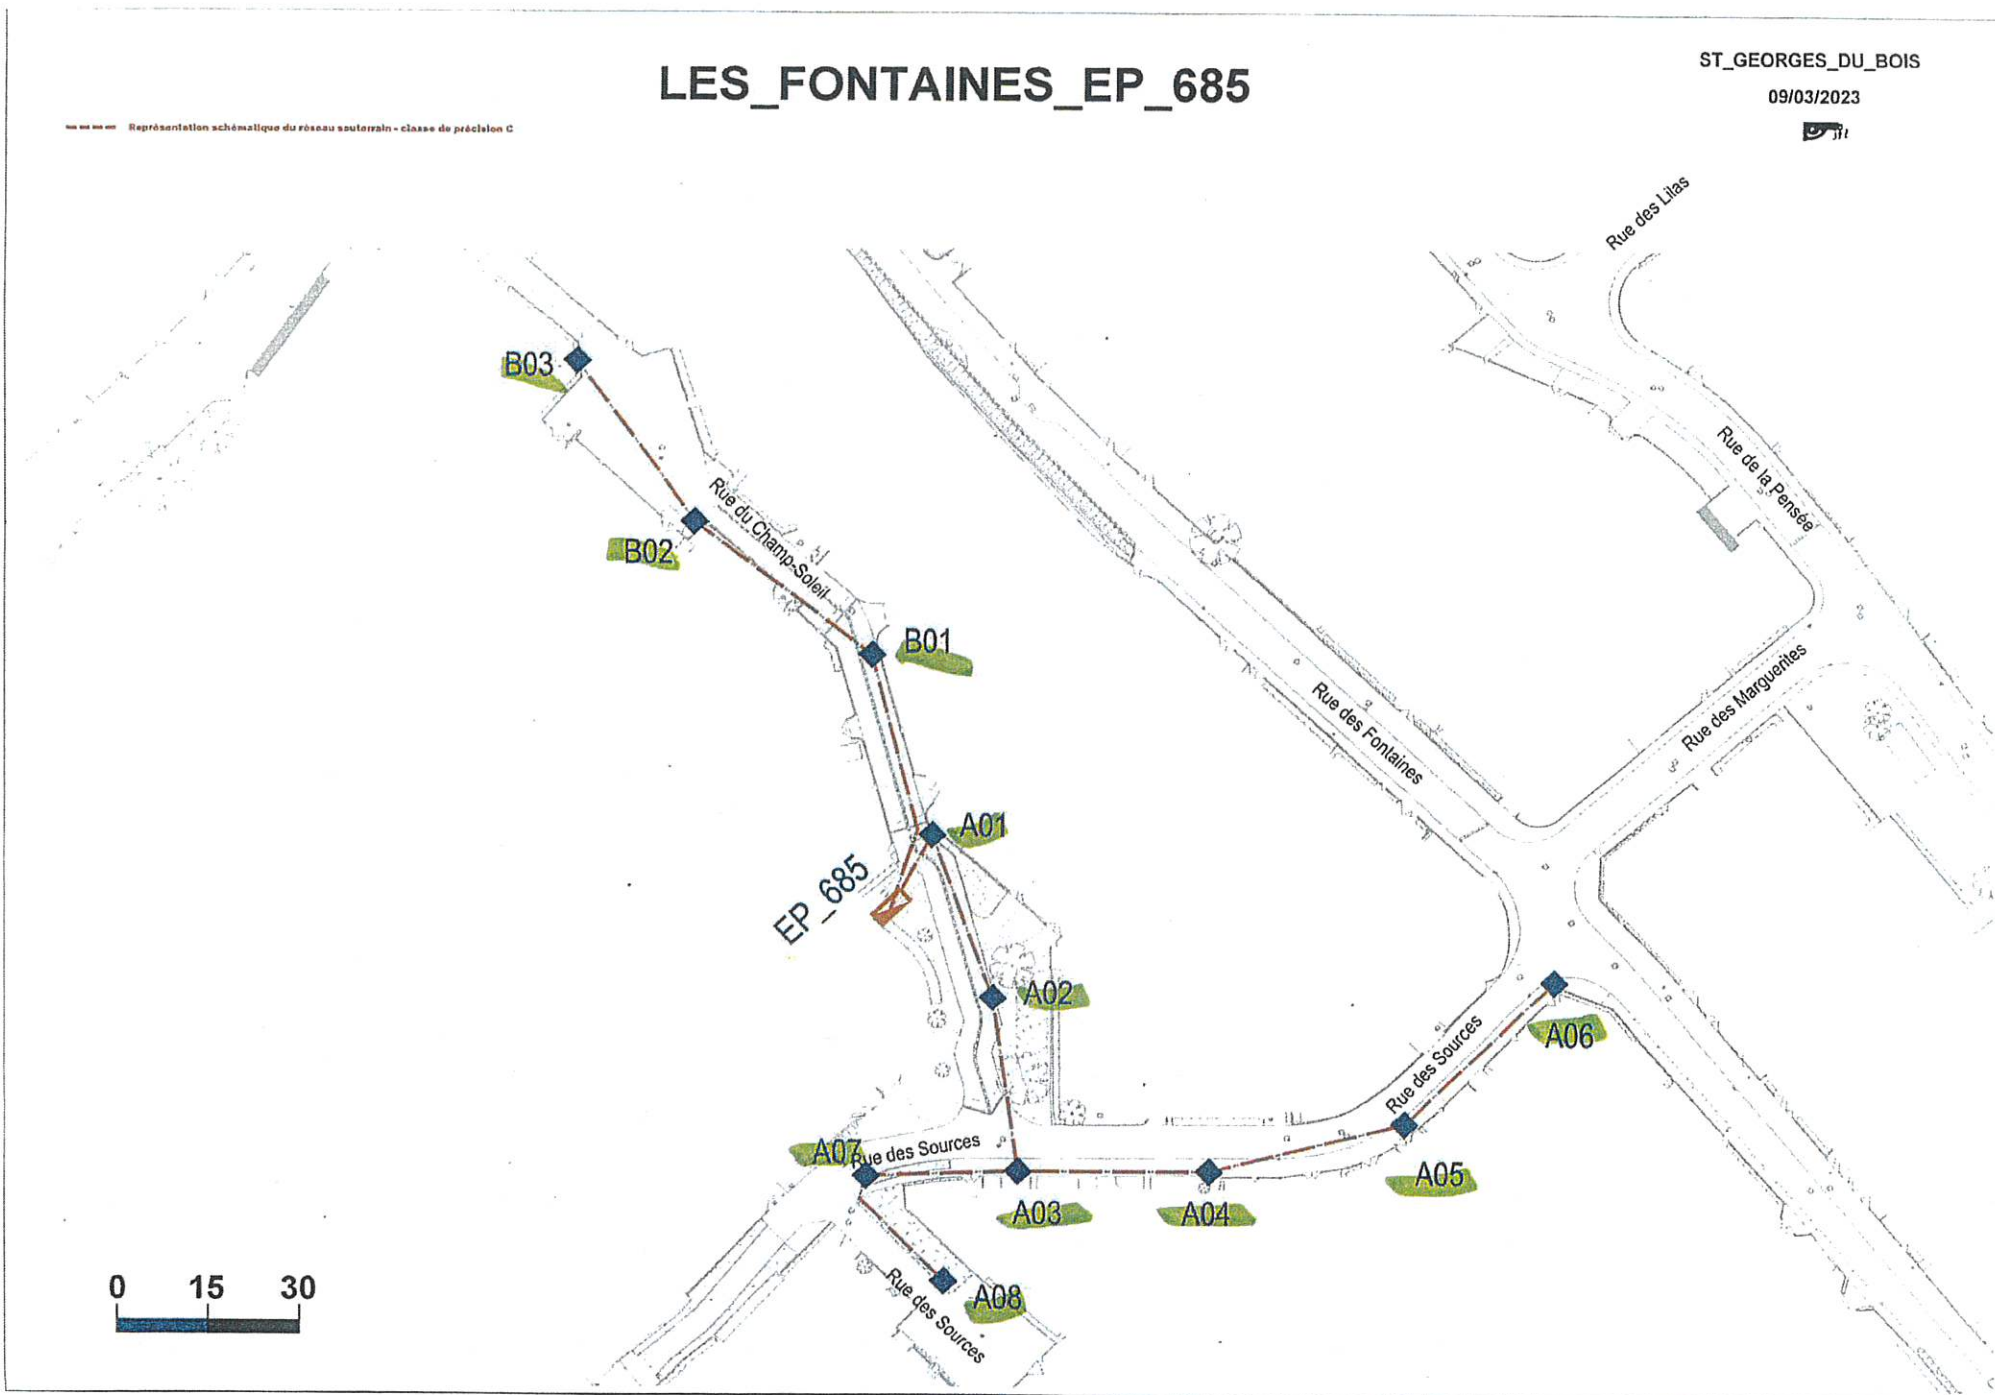 LES_FONTAINES_EP_685
ST_GEORGES_DU_BOIS
09/03/2023
Représentation schématique du réseau souterrain - classe de précision C
Rue des Lilas
B03
Rue de la Pensée
Rue du Champ-Soleil
B02
B01
Rue des Marguerites
Rue des Fontaines
A01
EP_685
A02
A06
Rue des Sources
A07
Rue des Sources
A05
A03
A04
A08
Rue des Sources
0 15 30